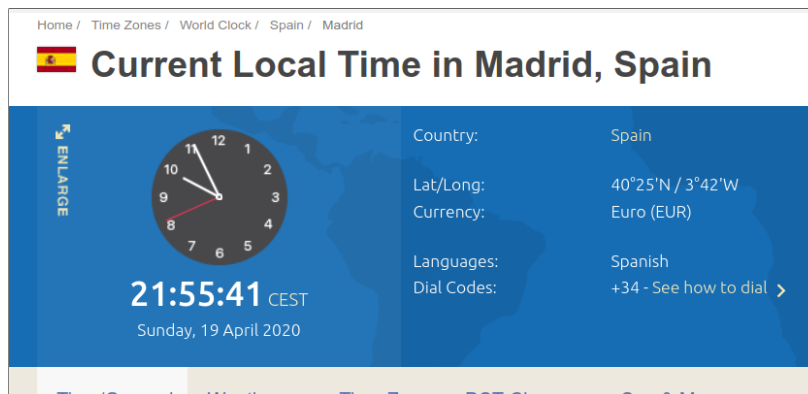 Home / Time Zones / World Clock / Spain / Madrid
Current Local Time in Madrid, Spain
ENLARGE
12
11 1
10 2
9 3
8 4
7 5
6
21:55:41 CEST
Sunday, 19 April 2020
Country: Spain
Lat/Long: 40°25'N / 3°42'W
Currency: Euro (EUR)
Languages: Spanish
Dial Codes: +34 - See how to dial